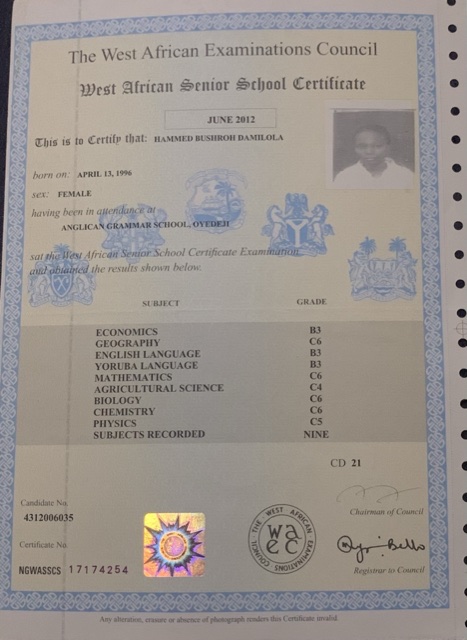 The West African Examinations Council
West African Senior School Certificate
JUNE 2012
This is to Certify that: HAMMED BUSHROH DAMILOLA
born on: APRIL 13, 1996
sex: FEMALE
having been in attendance at
ANGLICAN GRAMMAR SCHOOL, OYEDEJI
sat the West African Senior School Certificate Examination
and obtained the results shown below.
SUBJECT GRADE
ECONOMICS B3
GEOGRAPHY C6
ENGLISH LANGUAGE B3
YORUBA LANGUAGE B3
MATHEMATICS C6
AGRICULTURAL SCIENCE C4
BIOLOGY C6
CHEMISTRY C6
PHYSICS C5
SUBJECTS RECORDED NINE
CD 21
Candidate No.
4312006035
Chairman of Council
THE WEST AFRICAN EXAMINATIONS COUNCIL
wa
ec
Certificate No.
NGWASSCS 17174254
Registrar to Council
Any alteration, erasure or absence of photograph renders this Certificate invalid.